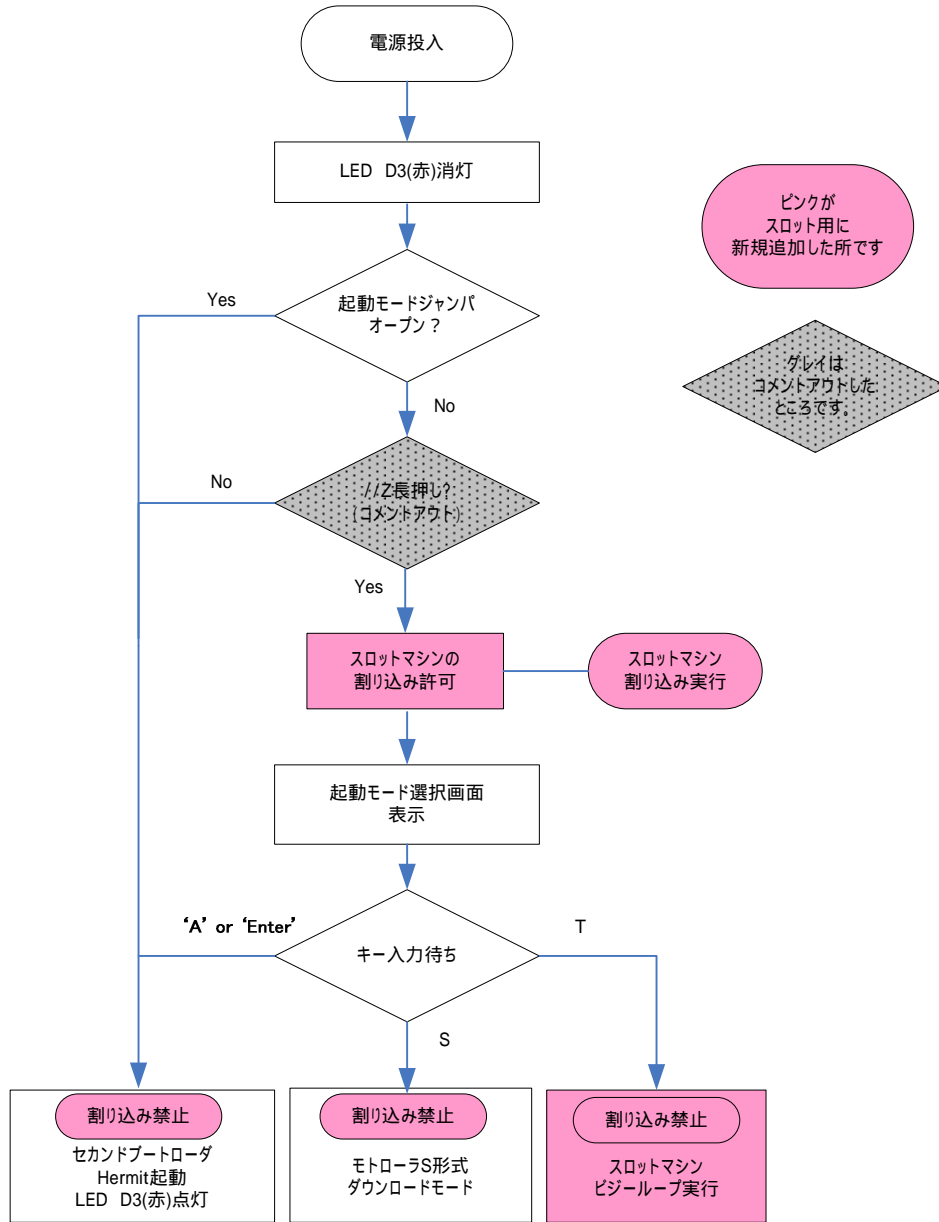 電源投入
LED D3(赤)消灯
ピンクが
スロット用に
新規追加した所です
Yes
起動モードジャンパ
オープン？
グレイは
コメントアウトした
ところです。
No
No
//Z長押し?
(コメントアウト)
Yes
スロットマシンの
割り込み許可
スロットマシン
割り込み実行
起動モード選択画面
表示
‘A’ or ‘Enter’
キー入力待ち
T
S
割り込み禁止
セカンドブートローダ
Hermit起動
LED D3(赤)点灯
割り込み禁止
モトローラS形式
ダウンロードモード
割り込み禁止
スロットマシン
ビジーループ実行